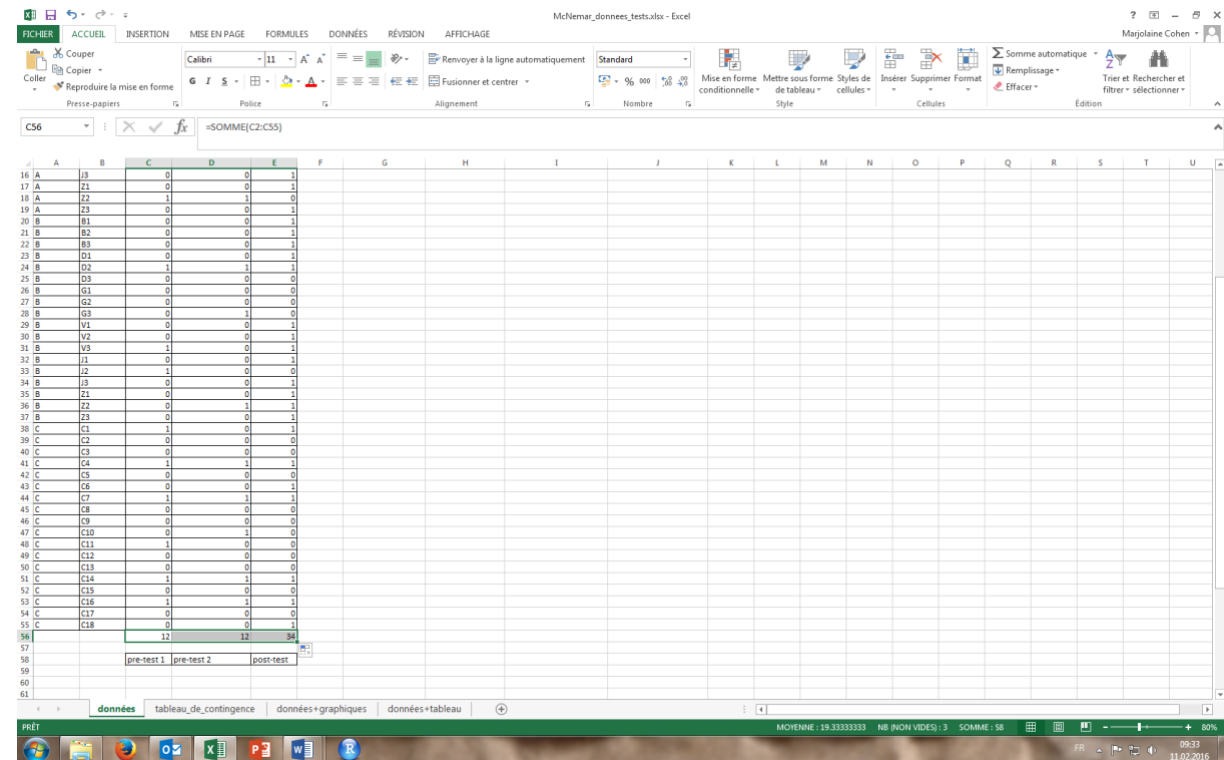 McNemar_donnees_tests.xlsx - Excel
FICHIER ACCUEIL INSERTION MISE EN PAGE FORMULES DONNÉES RÉVISION AFFICHAGE Marjolaine Cohen
Coller
Couper
Copier
Reproduire la mise en forme
Presse-papiers
Calibri 11
G I S
Police
Renvoyer à la ligne automatiquement
Fusionner et centrer
Alignement
Standard
% 000
Nombre
Mise en forme conditionnelle
Mettre sous forme de tableau
Styles de cellules
Style
Insérer Supprimer Format
Cellules
Somme automatique
Remplissage
Effacer
Trier et filtrer
Rechercher et sélectionner
Édition
C56 fx =SOMME(C2:C55)
A B C D E F G H I J K L M N O P Q R S T U
16 A J3 0 0 1
17 A Z1 0 0 1
18 A Z2 1 1 0
19 A Z3 0 0 1
20 B B1 0 0 1
21 B B2 0 0 1
22 B B3 0 0 1
23 B D1 0 0 1
24 B D2 1 1 1
25 B D3 0 0 0
26 B G1 0 0 0
27 B G2 0 0 0
28 B G3 0 1 0
29 B V1 0 0 1
30 B V2 0 0 1
31 B V3 1 0 1
32 B J1 0 0 1
33 B J2 1 0 0
34 B J3 0 0 1
35 B Z1 0 0 1
36 B Z2 0 1 1
37 B Z3 0 0 1
38 C C1 1 0 1
39 C C2 0 0 0
40 C C3 0 0 0
41 C C4 1 1 1
42 C C5 0 0 0
43 C C6 0 0 1
44 C C7 1 1 1
45 C C8 0 0 0
46 C C9 0 0 0
47 C C10 0 1 0
48 C C11 1 0 0
49 C C12 0 0 0
50 C C13 0 0 0
51 C C14 1 1 1
52 C C15 0 0 0
53 C C16 1 1 1
54 C C17 0 0 0
55 C C18 0 0 1
56 12 12 34
57
58 pre-test 1 pre-test 2 post-test
59
60
61
données tableau_de_contingence données+graphiques données+tableau
PRÊT MOYENNE : 19.33333333 NB (NON VIDES) : 3 SOMME : 58 80%
FR 09:33
11.02.2016